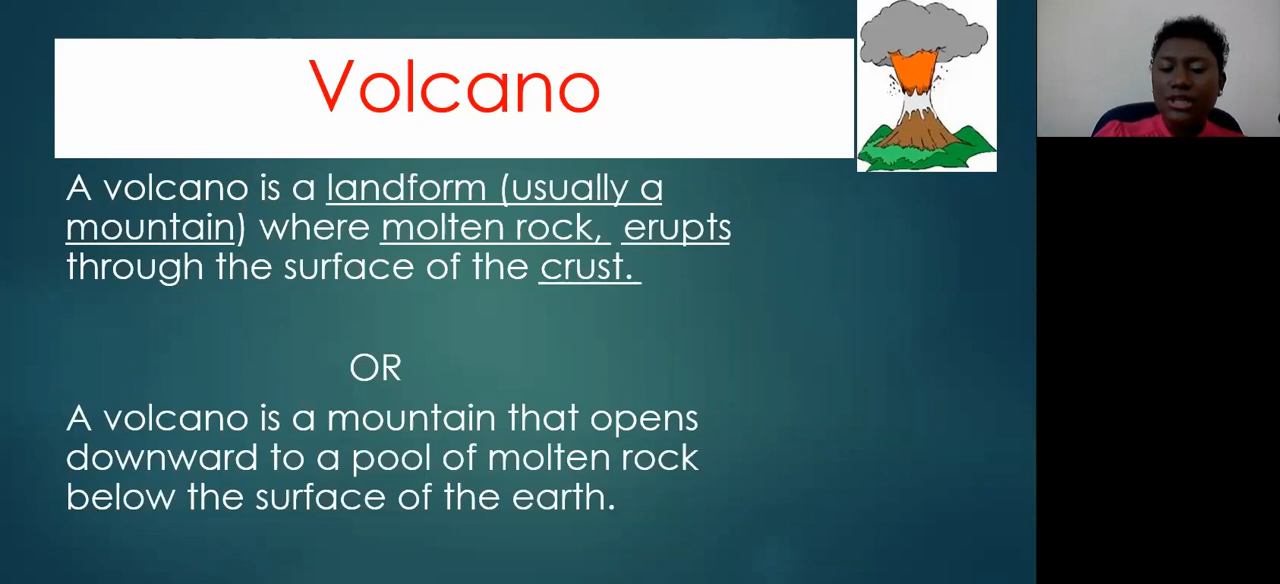 Volcano
A volcano is a landform (usually a
mountain) where molten rock, erupts
through the surface of the crust.
OR
A volcano is a mountain that opens
downward to a pool of molten rock
below the surface of the earth.